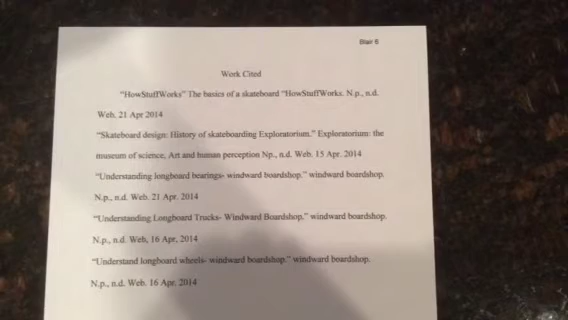 Blair 6
Work Cited
"HowStuffWorks" The basics of a skateboard "HowStuffWorks. N.p., n.d.
Web. 21 Apr 2014
"Skateboard design: History of skateboarding Exploratorium." Exploratorium: the
museum of science, Art and human perception Np., n.d. Web. 15 Apr. 2014
"Understanding longboard bearings- windward boardshop." windward boardshop.
N.p., n.d. Web. 21 Apr. 2014
"Understanding Longboard Trucks- Windward Boardshop." windward boardshop.
N.p., n.d. Web, 16 Apr, 2014
"Understand longboard wheels- windward boardshop." windward boardshop.
N.p., n.d. Web. 16 Apr. 2014